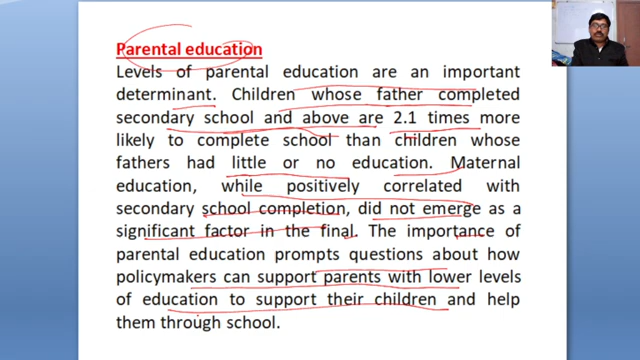 Parental education
Levels of parental education are an important
determinant. Children whose father completed
secondary school and above are 2.1 times more
likely to complete school than children whose
fathers had little or no education. Maternal
education, while positively correlated with
secondary school completion, did not emerge as a
significant factor in the final. The importance of
parental education prompts questions about how
policymakers can support parents with lower levels
of education to support their children and help
them through school.